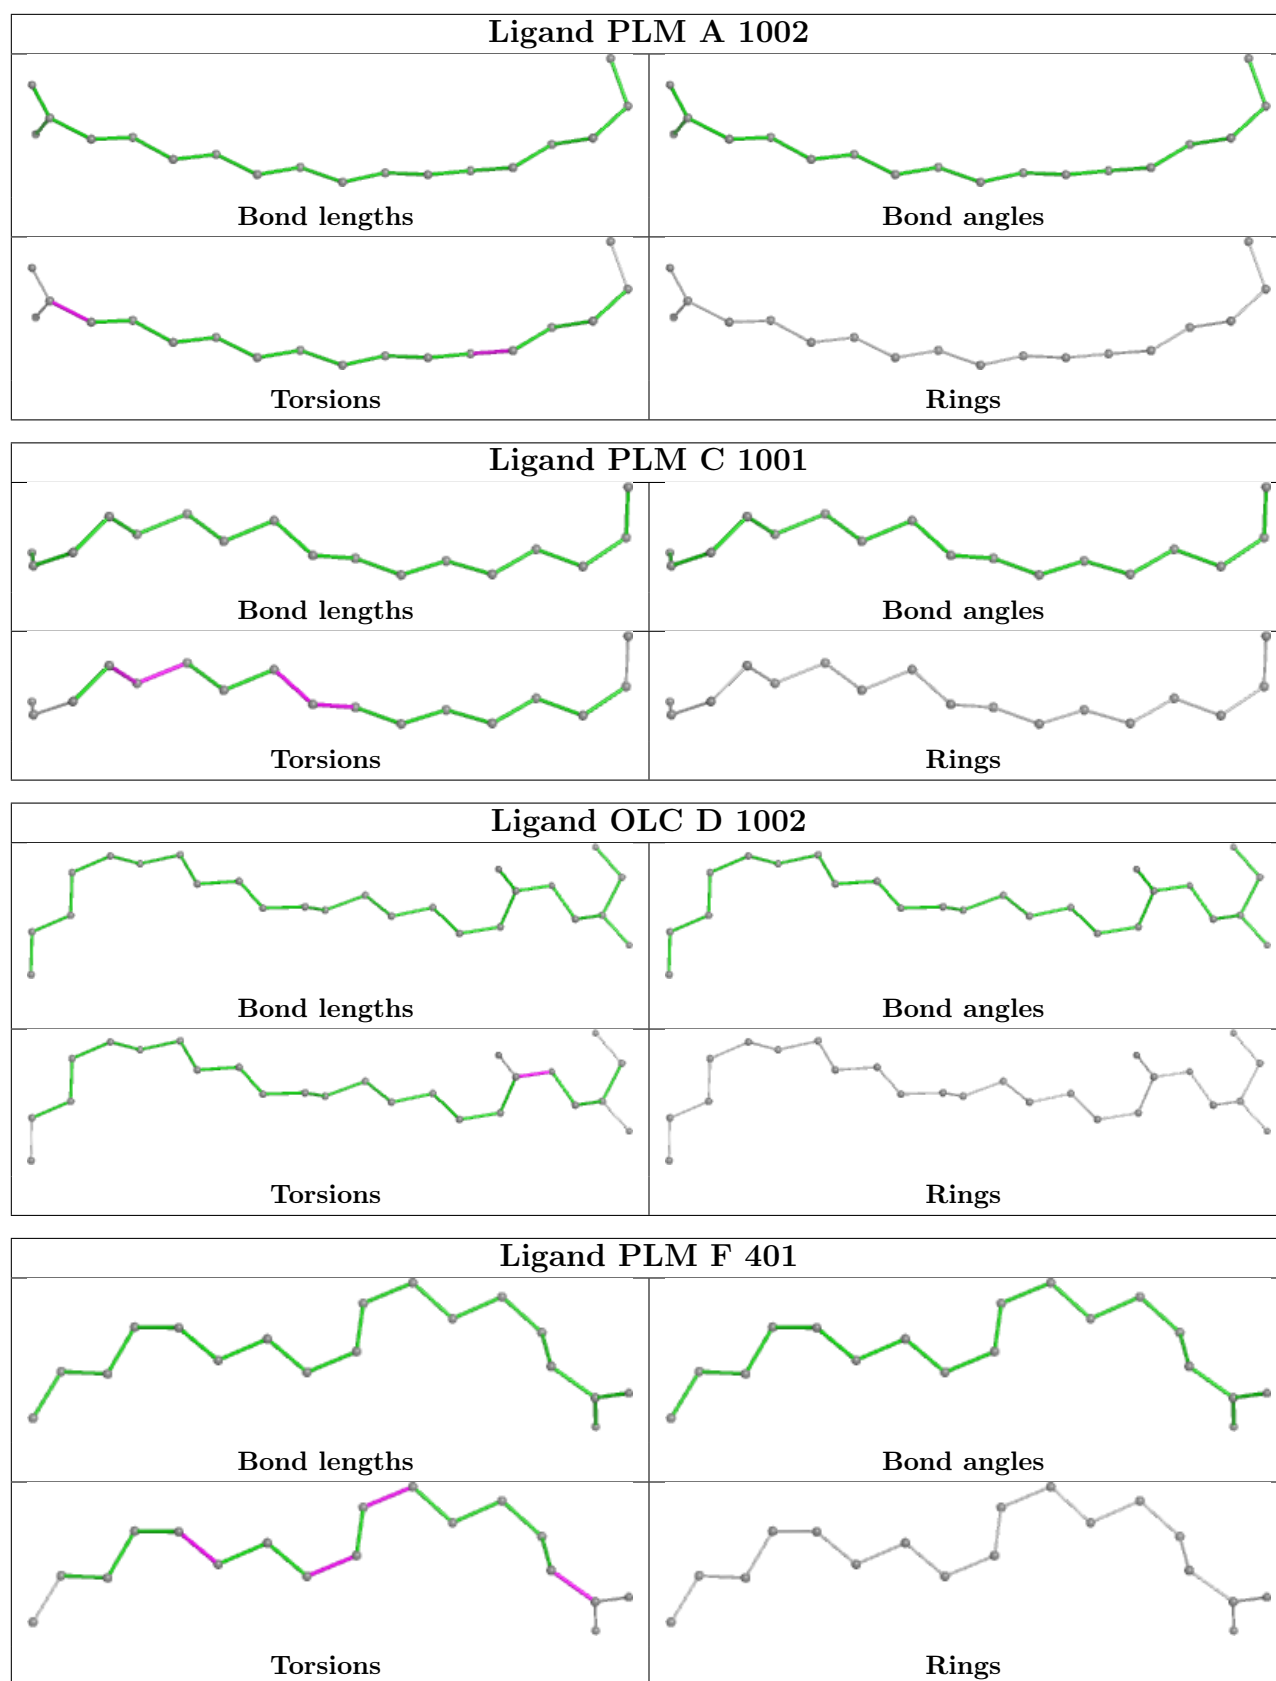 Ligand PLM A 1002
Bond lengths
Bond angles
Torsions
Rings
Ligand PLM C 1001
Bond lengths
Bond angles
Torsions
Rings
Ligand OLC D 1002
Bond lengths
Bond angles
Torsions
Rings
Ligand PLM F 401
Bond lengths
Bond angles
Torsions
Rings